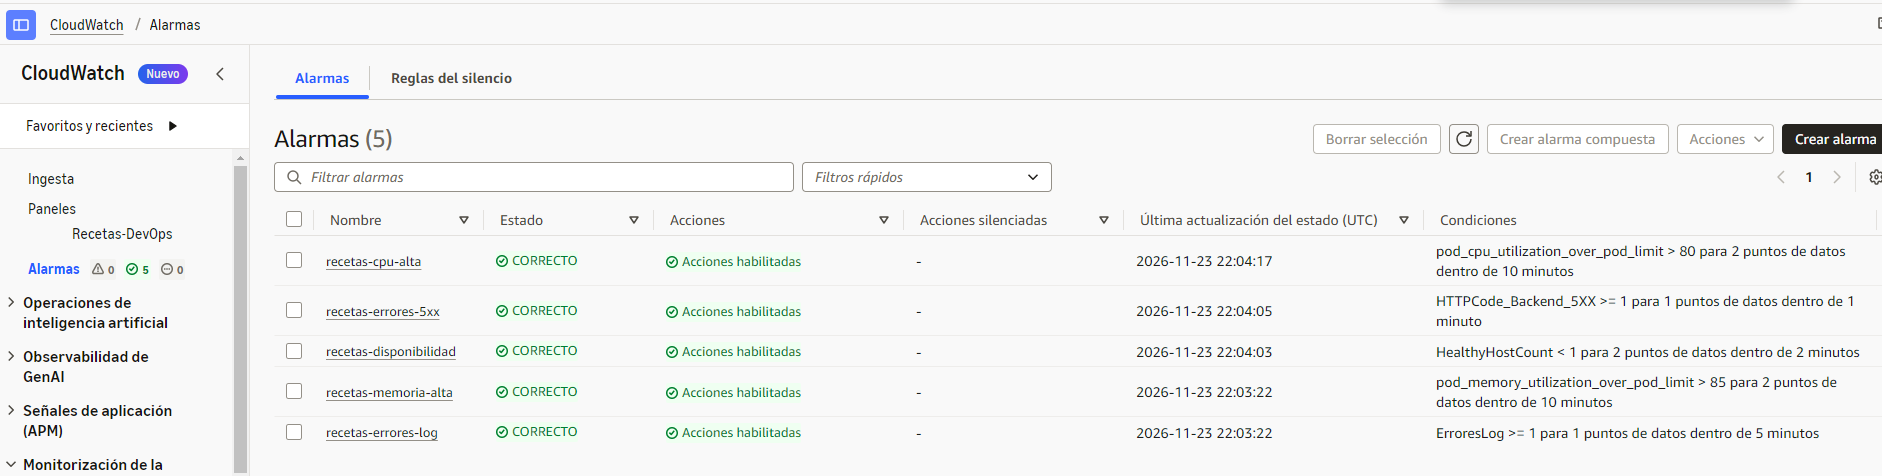 CloudWatch / Alarmas
CloudWatch Nuevo
Favoritos y recientes
Ingesta
Paneles
Recetas-DevOps
Alarmas 0 5 0
Operaciones de
inteligencia artificial
Observabilidad de
GenAI
Señales de aplicación
(APM)
Monitorización de la
Alarmas Reglas del silencio
Alarmas (5)
Borrar selección Crear alarma compuesta Acciones Crear alarma
Filtrar alarmas Filtros rápidos 1
Nombre Estado Acciones Acciones silenciadas Última actualización del estado (UTC) Condiciones
recetas-cpu-alta CORRECTO Acciones habilitadas - 2026-11-23 22:04:17 pod_cpu_utilization_over_pod_limit > 80 para 2 puntos de datos
dentro de 10 minutos
recetas-errores-5xx CORRECTO Acciones habilitadas - 2026-11-23 22:04:05 HTTPCode_Backend_5XX >= 1 para 1 puntos de datos dentro de 1
minuto
recetas-disponibilidad CORRECTO Acciones habilitadas - 2026-11-23 22:04:03 HealthyHostCount < 1 para 2 puntos de datos dentro de 2 minutos
recetas-memoria-alta CORRECTO Acciones habilitadas - 2026-11-23 22:03:22 pod_memory_utilization_over_pod_limit > 85 para 2 puntos de
datos dentro de 10 minutos
recetas-errores-log CORRECTO Acciones habilitadas - 2026-11-23 22:03:22 ErroresLog >= 1 para 1 puntos de datos dentro de 5 minutos